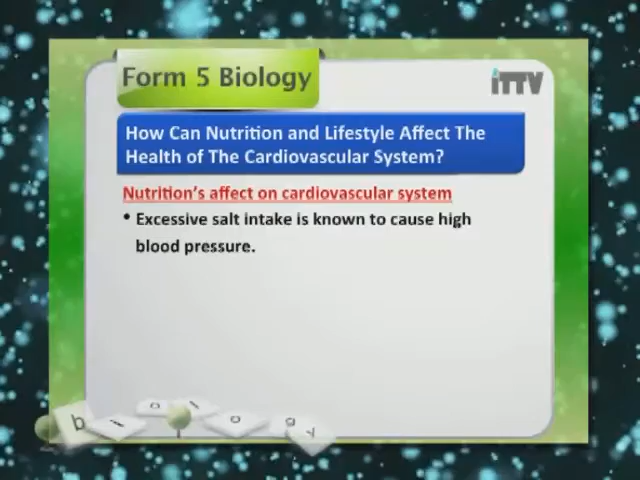 Form 5 Biology
iTTV
How Can Nutrition and Lifestyle Affect The
Health of The Cardiovascular System?
Nutrition's affect on cardiovascular system
• Excessive salt intake is known to cause high
blood pressure.
b i o l o g y